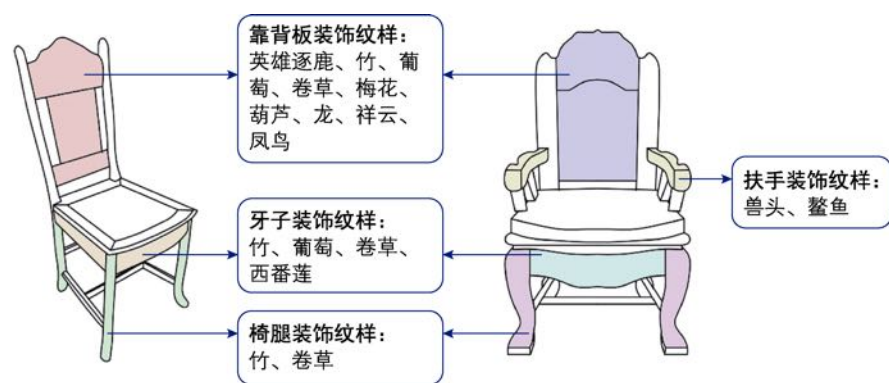 靠背板装饰纹样：
英雄逐鹿、竹、葡
萄、卷草、梅花、
葫芦、龙、祥云、
凤鸟
扶手装饰纹样：
兽头、鳌鱼
牙子装饰纹样：
竹、葡萄、卷草、
西番莲
椅腿装饰纹样：
竹、卷草